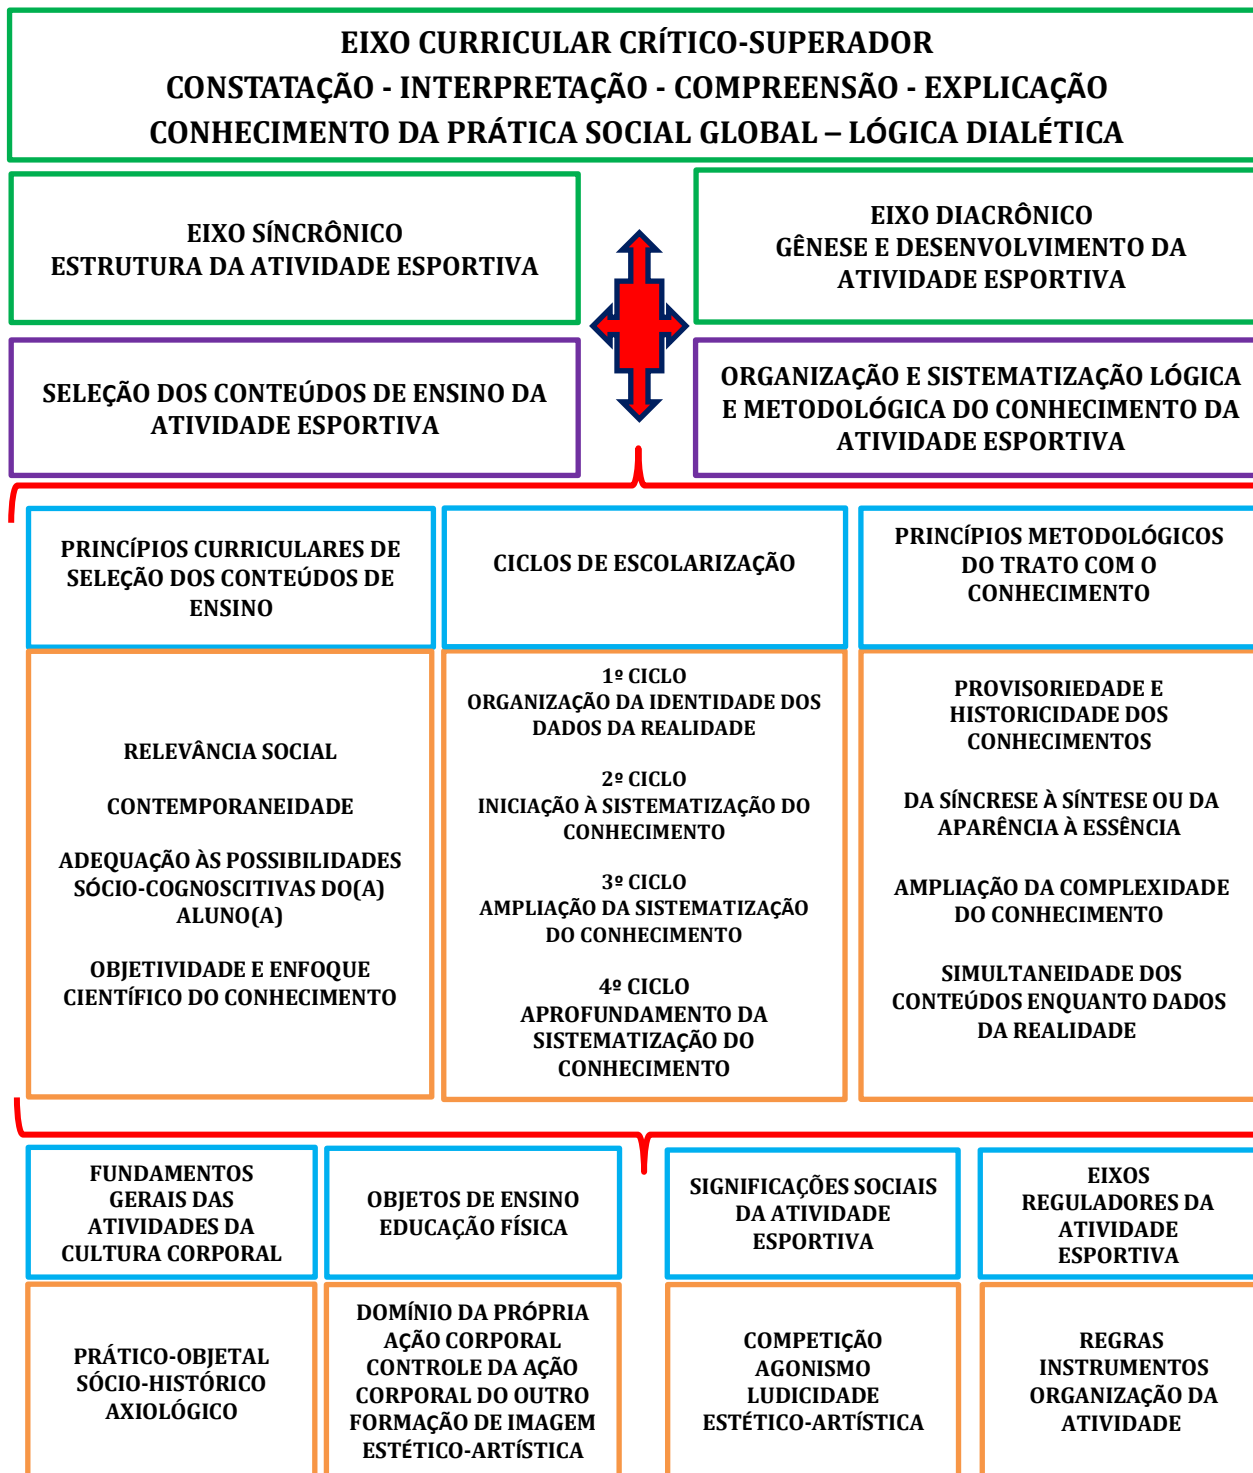 EIXO CURRICULAR CRÍTICO-SUPERADOR
CONSTATAÇÃO - INTERPRETAÇÃO - COMPREENSÃO - EXPLICAÇÃO
CONHECIMENTO DA PRÁTICA SOCIAL GLOBAL – LÓGICA DIALÉTICA
EIXO SÍNCRÔNICO
ESTRUTURA DA ATIVIDADE ESPORTIVA
EIXO DIACRÔNICO
GÊNESE E DESENVOLVIMENTO DA
ATIVIDADE ESPORTIVA
SELEÇÃO DOS CONTEÚDOS DE ENSINO DA
ATIVIDADE ESPORTIVA
ORGANIZAÇÃO E SISTEMATIZAÇÃO LÓGICA
E METODOLÓGICA DO CONHECIMENTO DA
ATIVIDADE ESPORTIVA
PRINCÍPIOS CURRICULARES DE
SELEÇÃO DOS CONTEÚDOS DE
ENSINO
CICLOS DE ESCOLARIZAÇÃO
PRINCÍPIOS METODOLÓGICOS
DO TRATO COM O
CONHECIMENTO
RELEVÂNCIA SOCIAL
CONTEMPORANEIDADE
ADEQUAÇÃO ÀS POSSIBILIDADES
SÓCIO-COGNOSCITIVAS DO(A)
ALUNO(A)
OBJETIVIDADE E ENFOQUE
CIENTÍFICO DO CONHECIMENTO
1º CICLO
ORGANIZAÇÃO DA IDENTIDADE DOS
DADOS DA REALIDADE
2º CICLO
INICIAÇÃO À SISTEMATIZAÇÃO DO
CONHECIMENTO
3º CICLO
AMPLIAÇÃO DA SISTEMATIZAÇÃO
DO CONHECIMENTO
4º CICLO
APROFUNDAMENTO DA
SISTEMATIZAÇÃO DO
CONHECIMENTO
PROVISORIEDADE E
HISTORICIDADE DOS
CONHECIMENTOS
DA SÍNCRESE À SÍNTESE OU DA
APARÊNCIA À ESSÊNCIA
AMPLIAÇÃO DA COMPLEXIDADE
DO CONHECIMENTO
SIMULTANEIDADE DOS
CONTEÚDOS ENQUANTO DADOS
DA REALIDADE
FUNDAMENTOS
GERAIS DAS
ATIVIDADES DA
CULTURA CORPORAL
OBJETOS DE ENSINO
EDUCAÇÃO FÍSICA
SIGNIFICAÇÕES SOCIAIS
DA ATIVIDADE
ESPORTIVA
EIXOS
REGULADORES DA
ATIVIDADE
ESPORTIVA
PRÁTICO-OBJETAL
SÓCIO-HISTÓRICO
AXIOLÓGICO
DOMÍNIO DA PRÓPRIA
AÇÃO CORPORAL
CONTROLE DA AÇÃO
CORPORAL DO OUTRO
FORMAÇÃO DE IMAGEM
ESTÉTICO-ARTÍSTICA
COMPETIÇÃO
AGONISMO
LUDICIDADE
ESTÉTICO-ARTÍSTICA
REGRAS
INSTRUMENTOS
ORGANIZAÇÃO DA
ATIVIDADE